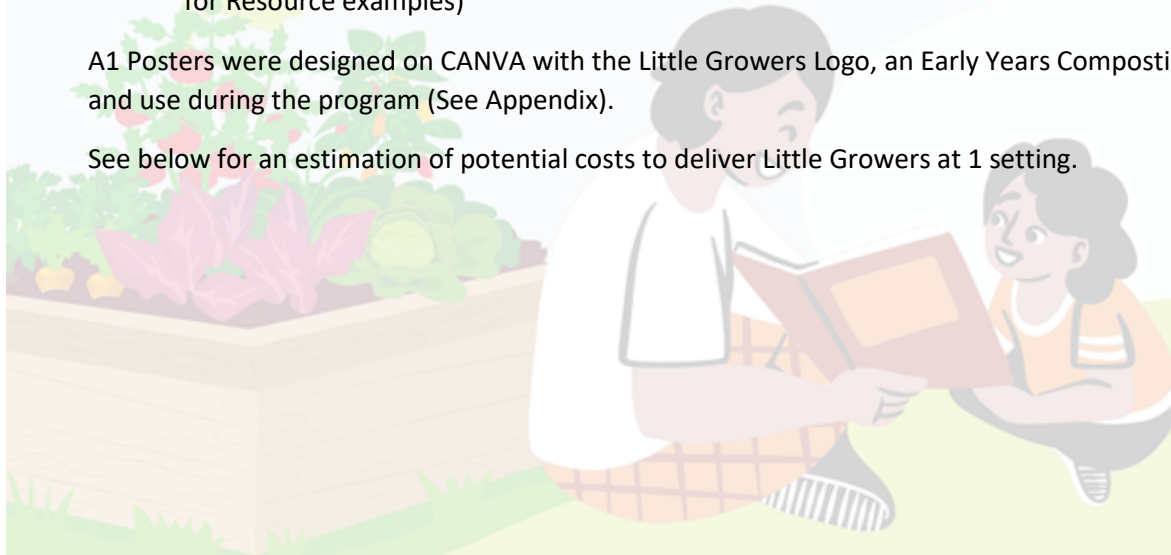 for Resource examples)
A1 Posters were designed on CANVA with the Little Growers Logo, an Early Years Composti
and use during the program (See Appendix).
See below for an estimation of potential costs to deliver Little Growers at 1 setting.